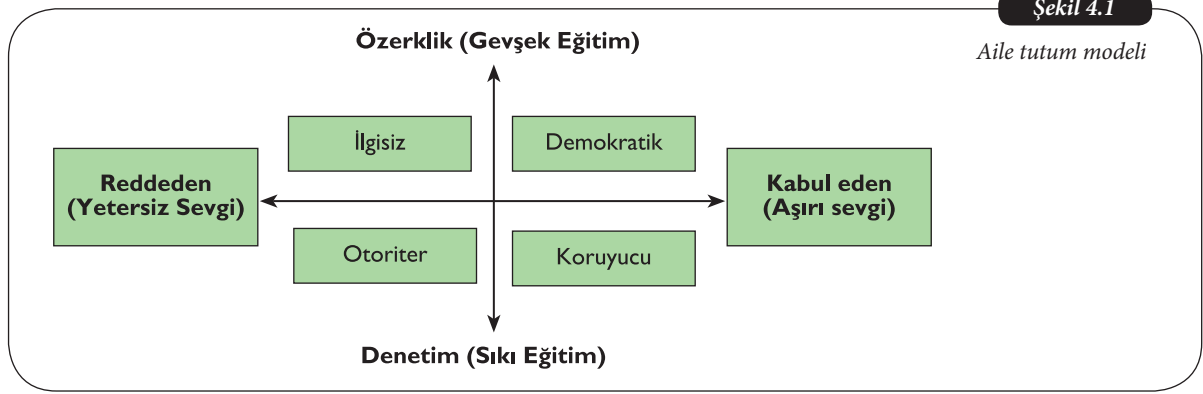 Şekil 4.1
Aile tutum modeli
Özerklik (Gevşek Eğitim)
İlgisiz
Demokratik
Reddeden
(Yetersiz Sevgi)
Kabul eden
(Aşırı sevgi)
Otoriter
Koruyucu
Denetim (Sıkı Eğitim)